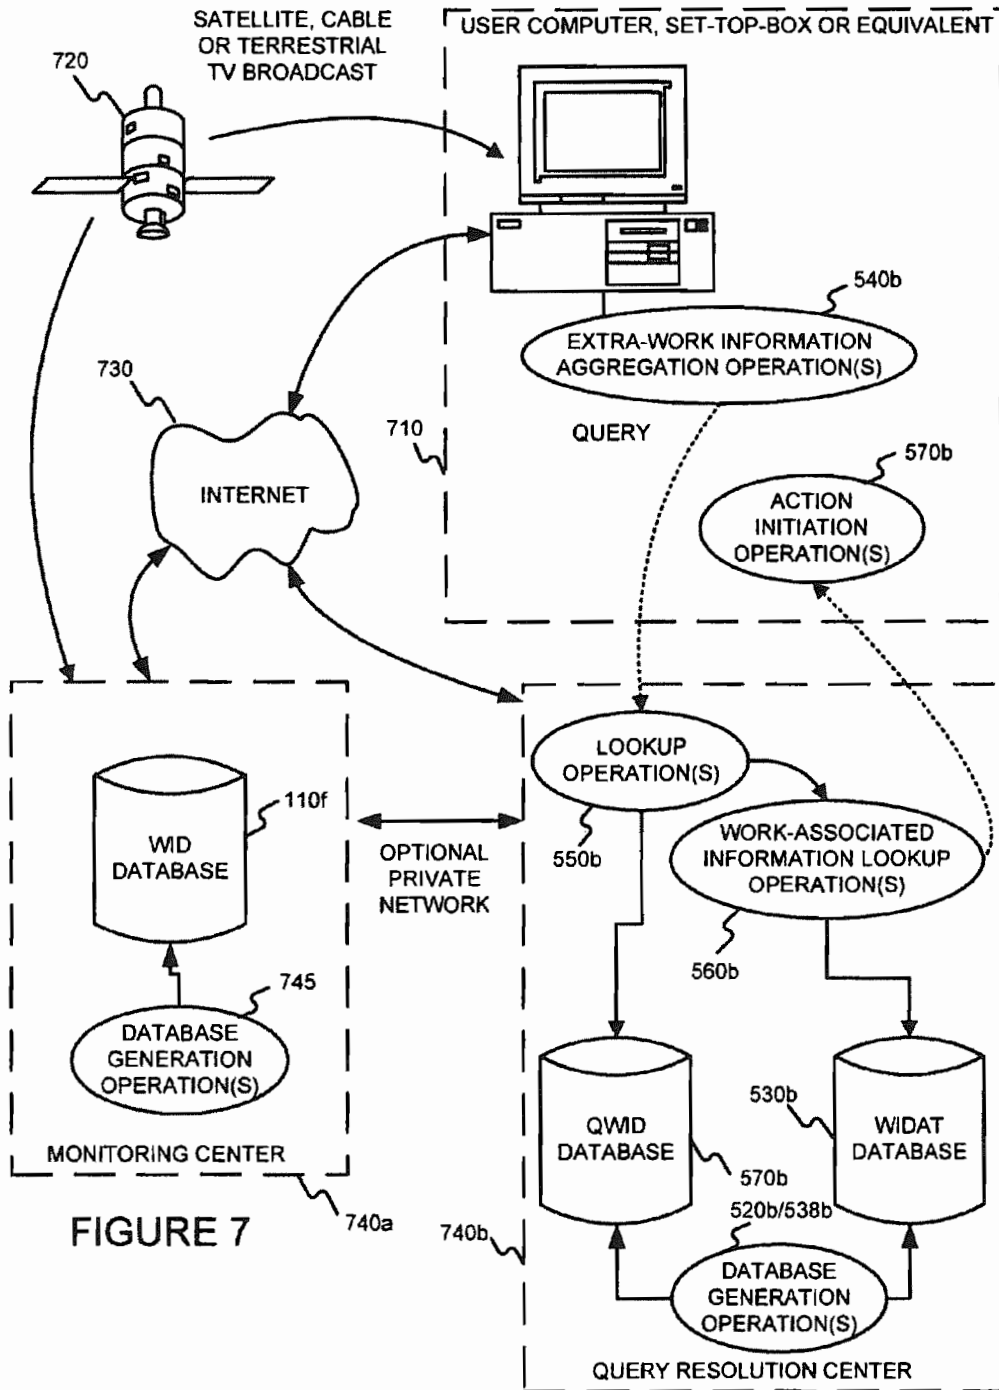 SATELLITE, CABLE
OR TERRESTRIAL
TV BROADCAST
720
USER COMPUTER, SET-TOP-BOX OR EQUIVALENT
540b
EXTRA-WORK INFORMATION
AGGREGATION OPERATION(S)
730
710
QUERY
570b
INTERNET
ACTION
INITIATION
OPERATION(S)
LOOKUP
OPERATION(S)
110f
WID
DATABASE
OPTIONAL
PRIVATE
NETWORK
550b
WORK-ASSOCIATED
INFORMATION LOOKUP
OPERATION(S)
560b
745
DATABASE
GENERATION
OPERATION(S)
MONITORING CENTER
740a
FIGURE 7
QWID
DATABASE
570b
530b
WIDAT
DATABASE
740b
520b/538b
DATABASE
GENERATION
OPERATION(S)
QUERY RESOLUTION CENTER